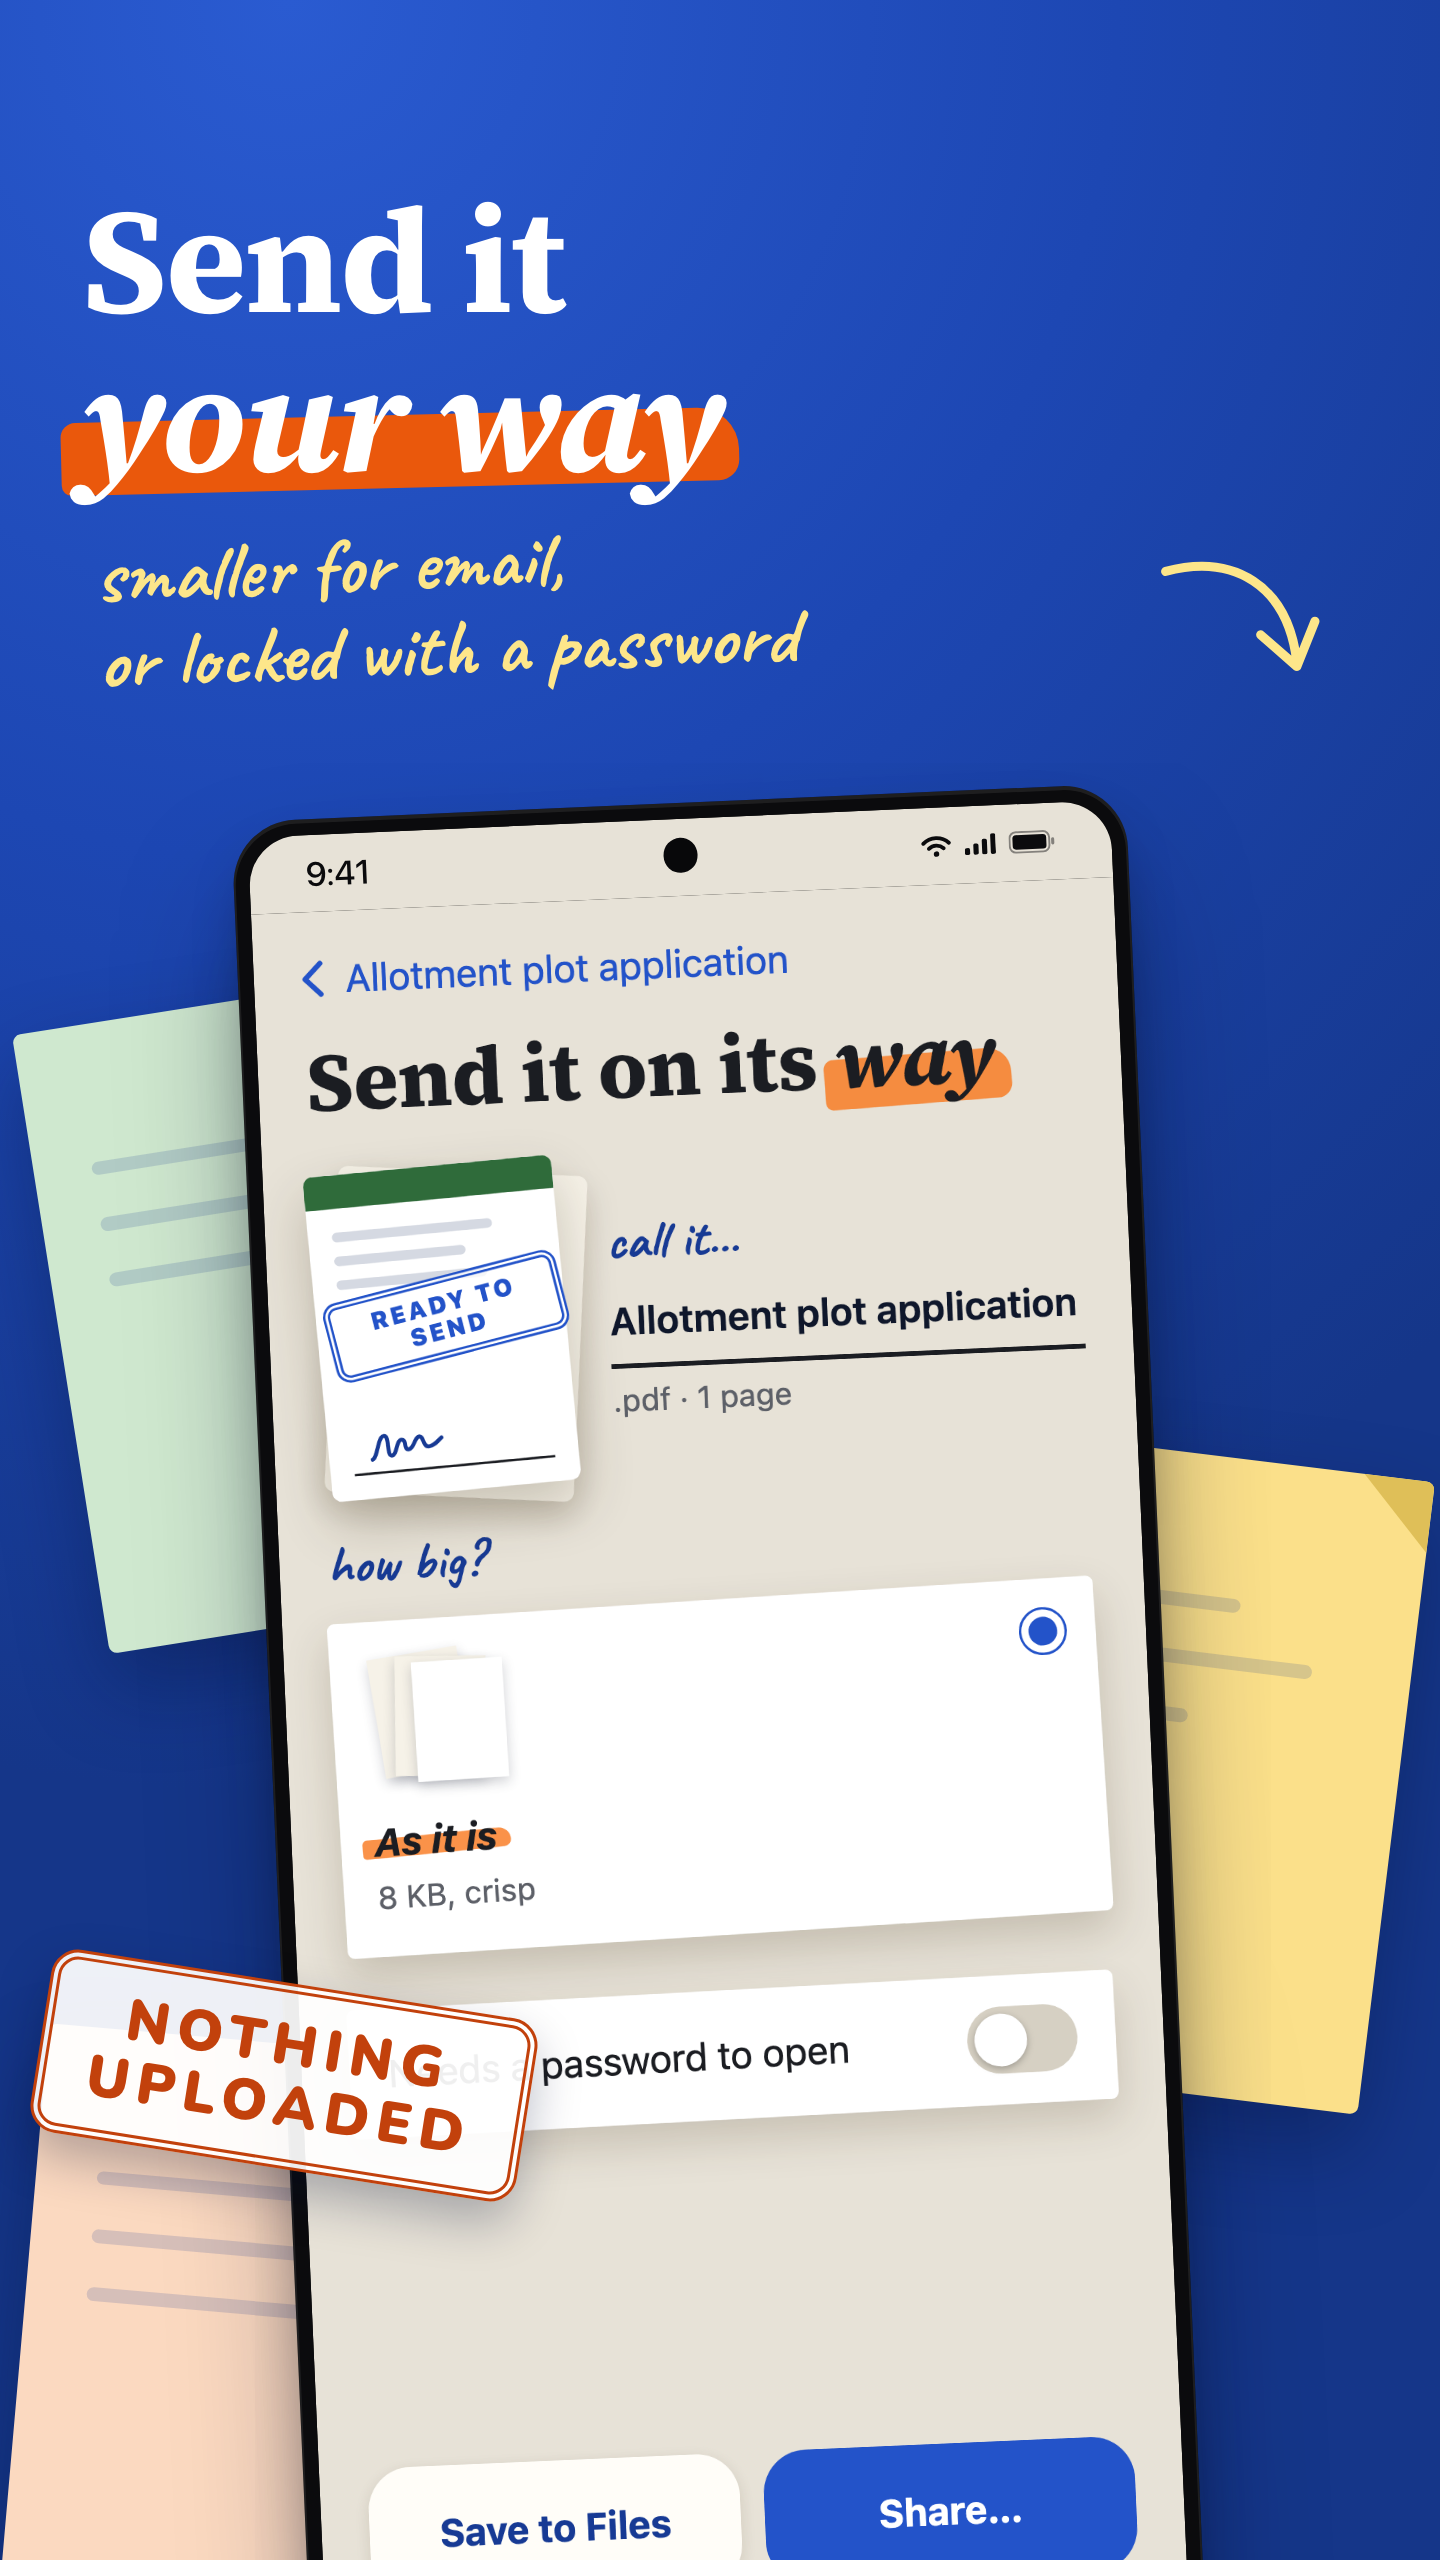 Send it
your way
smaller for email,
or locked with a password
9:41
Allotment plot application
Send it on its way
READY TO
SEND
call it...
Allotment plot application
.pdf · 1 page
how big?
As it is
8 KB, crisp
NOTHING
UPLOADED
Needs a password to open
Save to Files
Share...